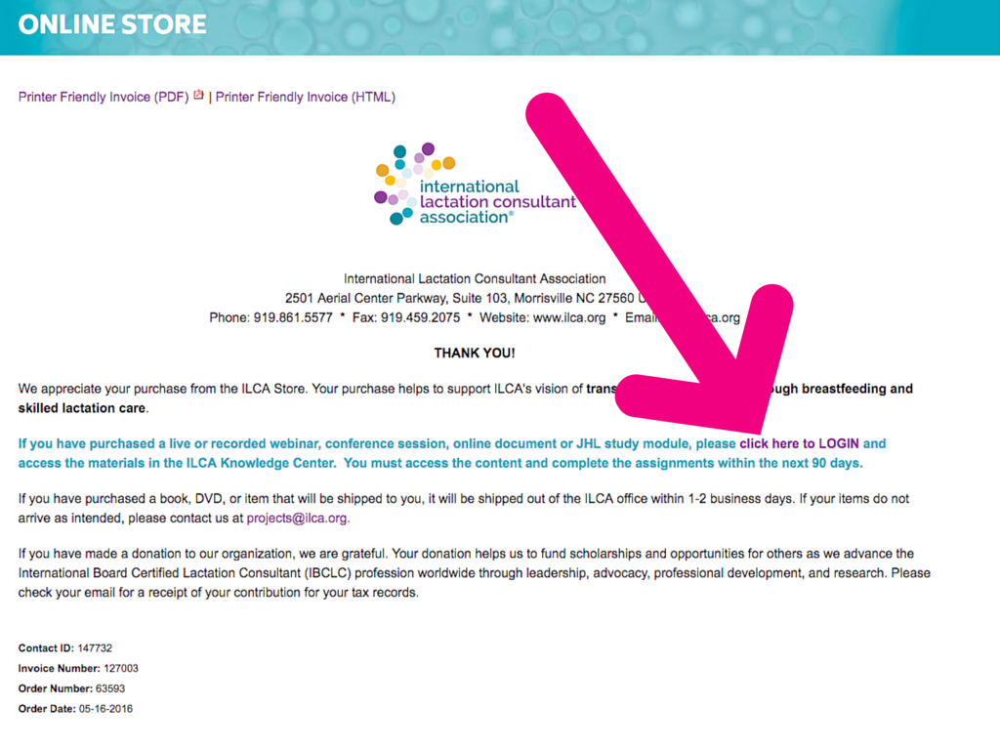 ONLINE STORE
Printer Friendly Invoice (PDF) | Printer Friendly Invoice (HTML)
international
lactation consultant
association®
International Lactation Consultant Association
2501 Aerial Center Parkway, Suite 103, Morrisville NC 27560
Phone: 919.861.5577 * Fax: 919.459.2075 * Website: www.ilca.org *
THANK YOU!
We appreciate your purchase from the ILCA Store. Your purchase helps to support ILCA's vision of breastfeeding and
skilled lactation care.
If you have purchased a live or recorded webinar, conference session, online document or JHL study module, please click here to LOGIN and
access the materials in the ILCA Knowledge Center. You must access the content and complete the assignments within the next 90 days.
If you have purchased a book, DVD, or item that will be shipped to you, it will be shipped out of the ILCA office within 1-2 business days. If your items do not
arrive as intended, please contact us at projects@ilca.org.
If you have made a donation to our organization, we are grateful. Your donation helps us to fund scholarships and opportunities for others as we advance the
International Board Certified Lactation Consultant (IBCLC) profession worldwide through leadership, advocacy, professional development, and research. Please
check your email for a receipt of your contribution for your tax records.
Contact ID: 147732
Invoice Number: 127003
Order Number: 63593
Order Date: 05-16-2016